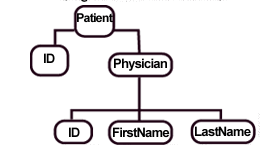 Patient
ID
Physician
ID
FirstName
LastName